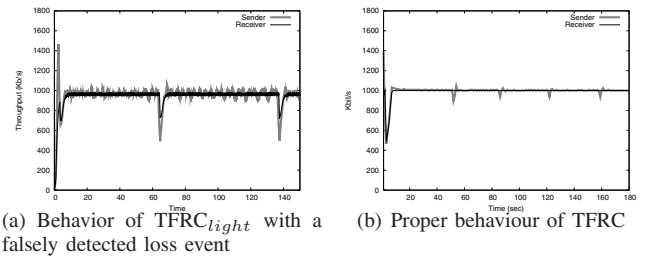 1800
1600
1400
1200
1000
800
600
400
200
0
Throughput (Kb/s)
Sender
Receiver
0 20 40 60 80 100 120 140
Time
(a) Behavior of TFRClight with a
falsely detected loss event
1800
1600
1400
1200
1000
800
600
400
200
0
Kbit/s
Sender
Receiver
0 20 40 60 80 100 120 140 160 180
Time (sec)
(b) Proper behaviour of TFRC